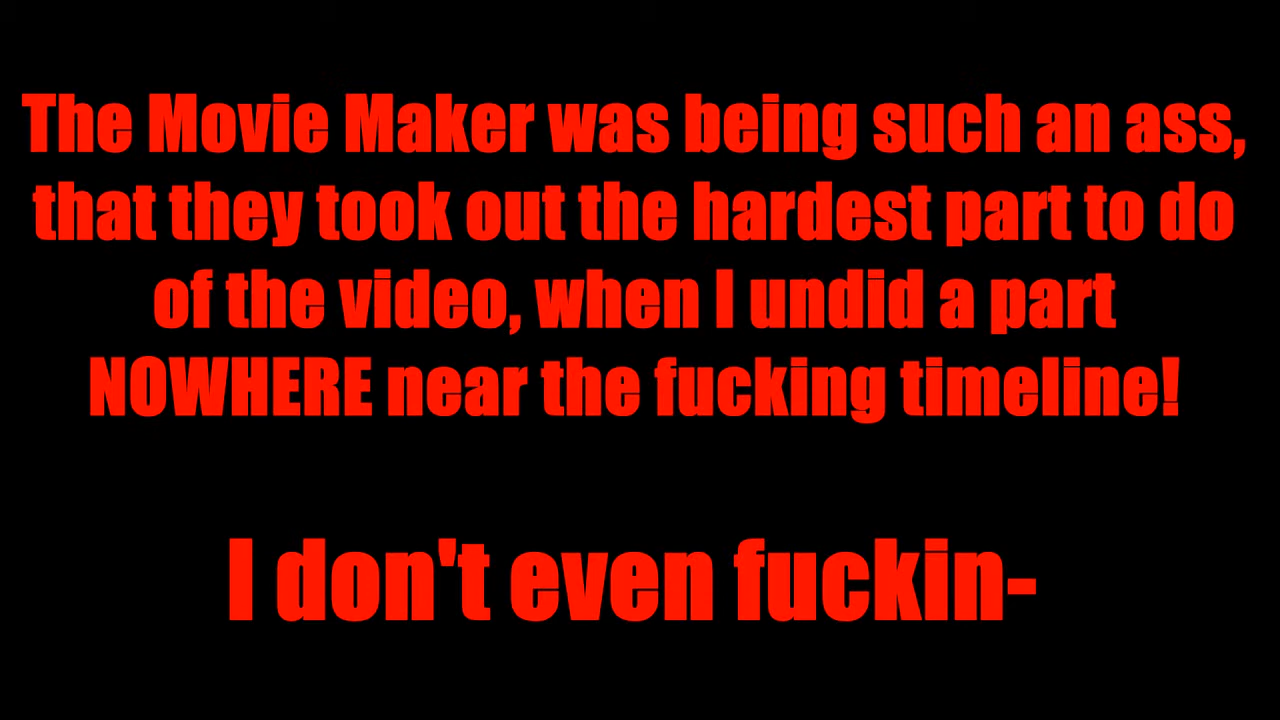 The Movie Maker was being such an ass,
that they took out the hardest part to do
of the video, when I undid a part
NOWHERE near the fucking timeline!
I don't even fuckin-